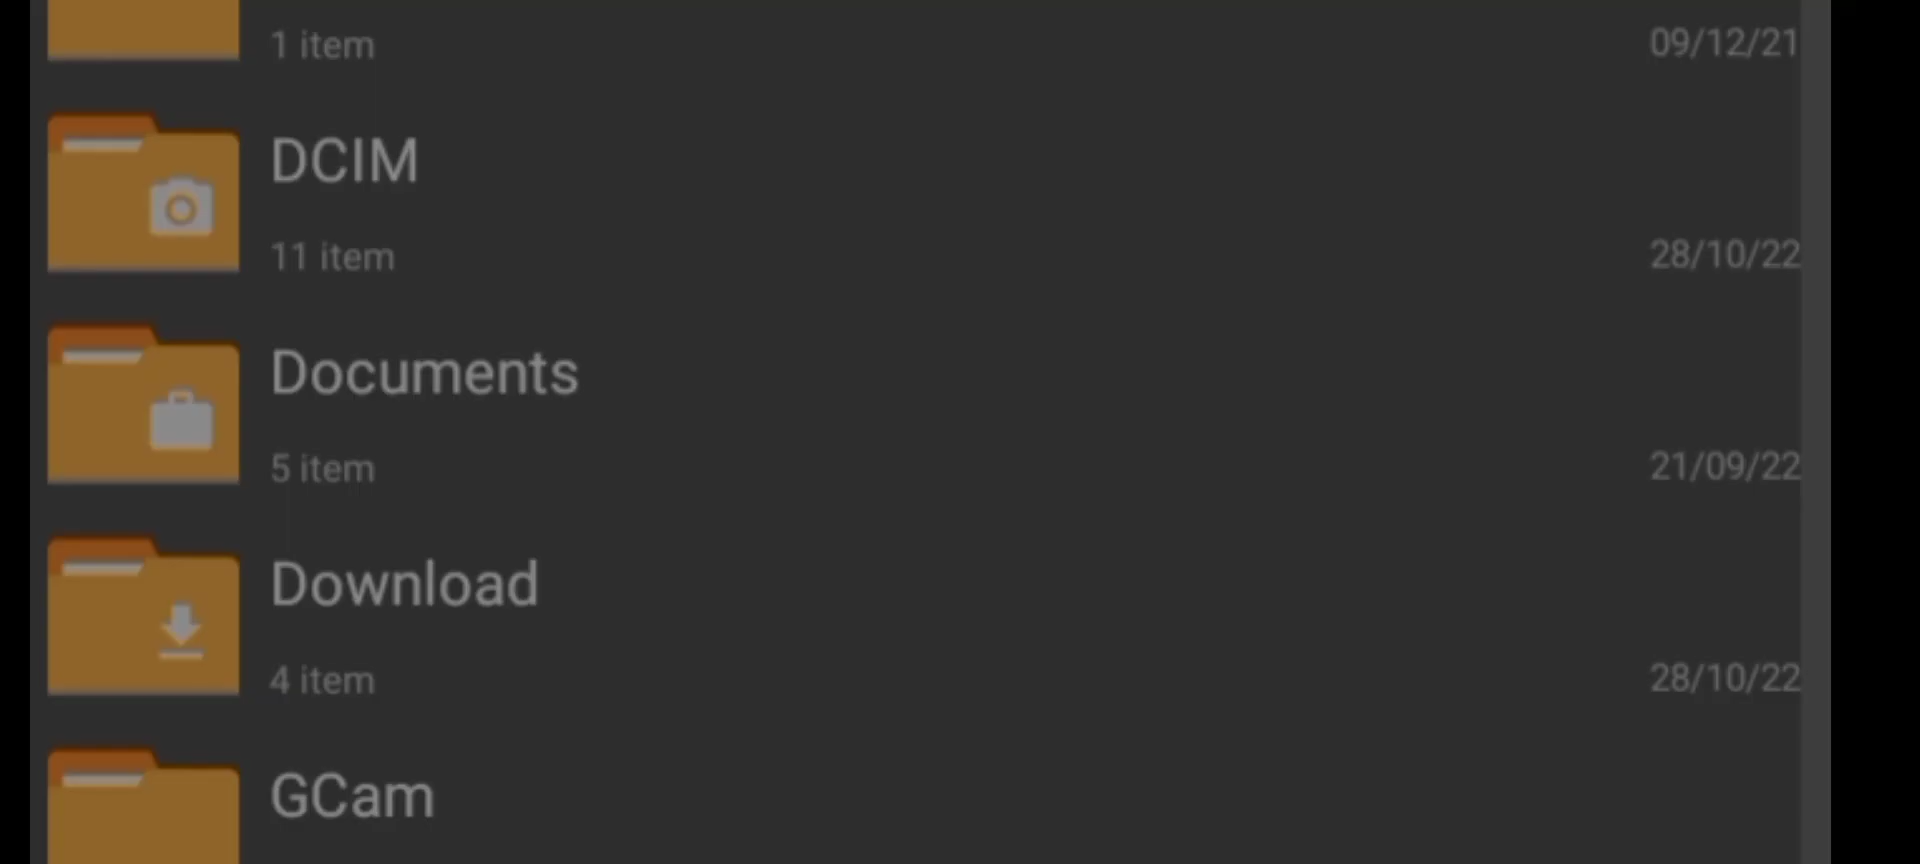 1 item
09/12/21
DCIM
11 item
28/10/22
Documents
5 item
21/09/22
Download
4 item
28/10/22
GCam